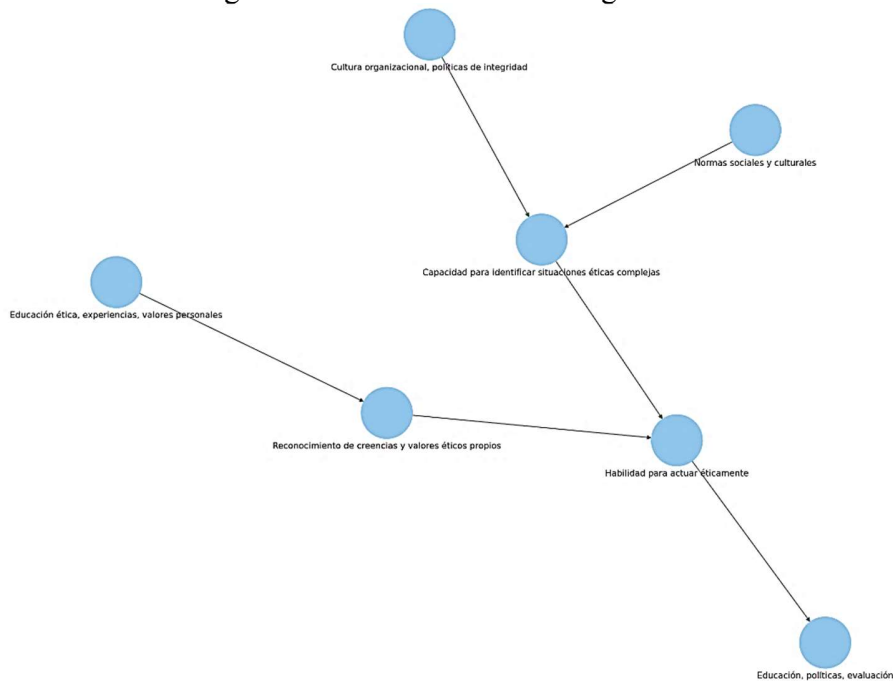 Cultura organizacional, políticas de integridad
Normas sociales y culturales
Capacidad para identificar situaciones éticas complejas
Educación ética, experiencias, valores personales
Reconocimiento de creencias y valores éticos propios
Habilidad para actuar éticamente
Educación, políticas, evaluación